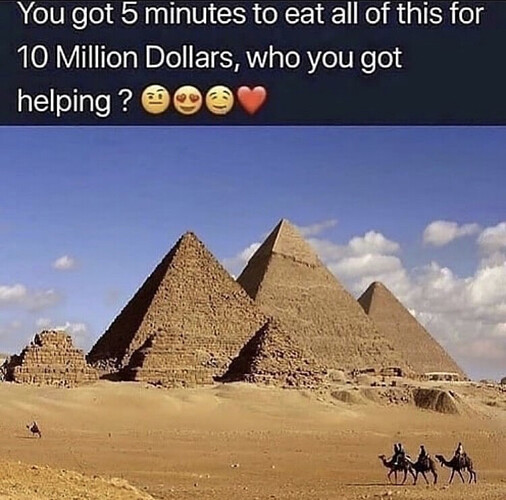 You got 5 minutes to eat all of this for
10 Million Dollars, who you got
helping ? 🤨😍🤤❤️